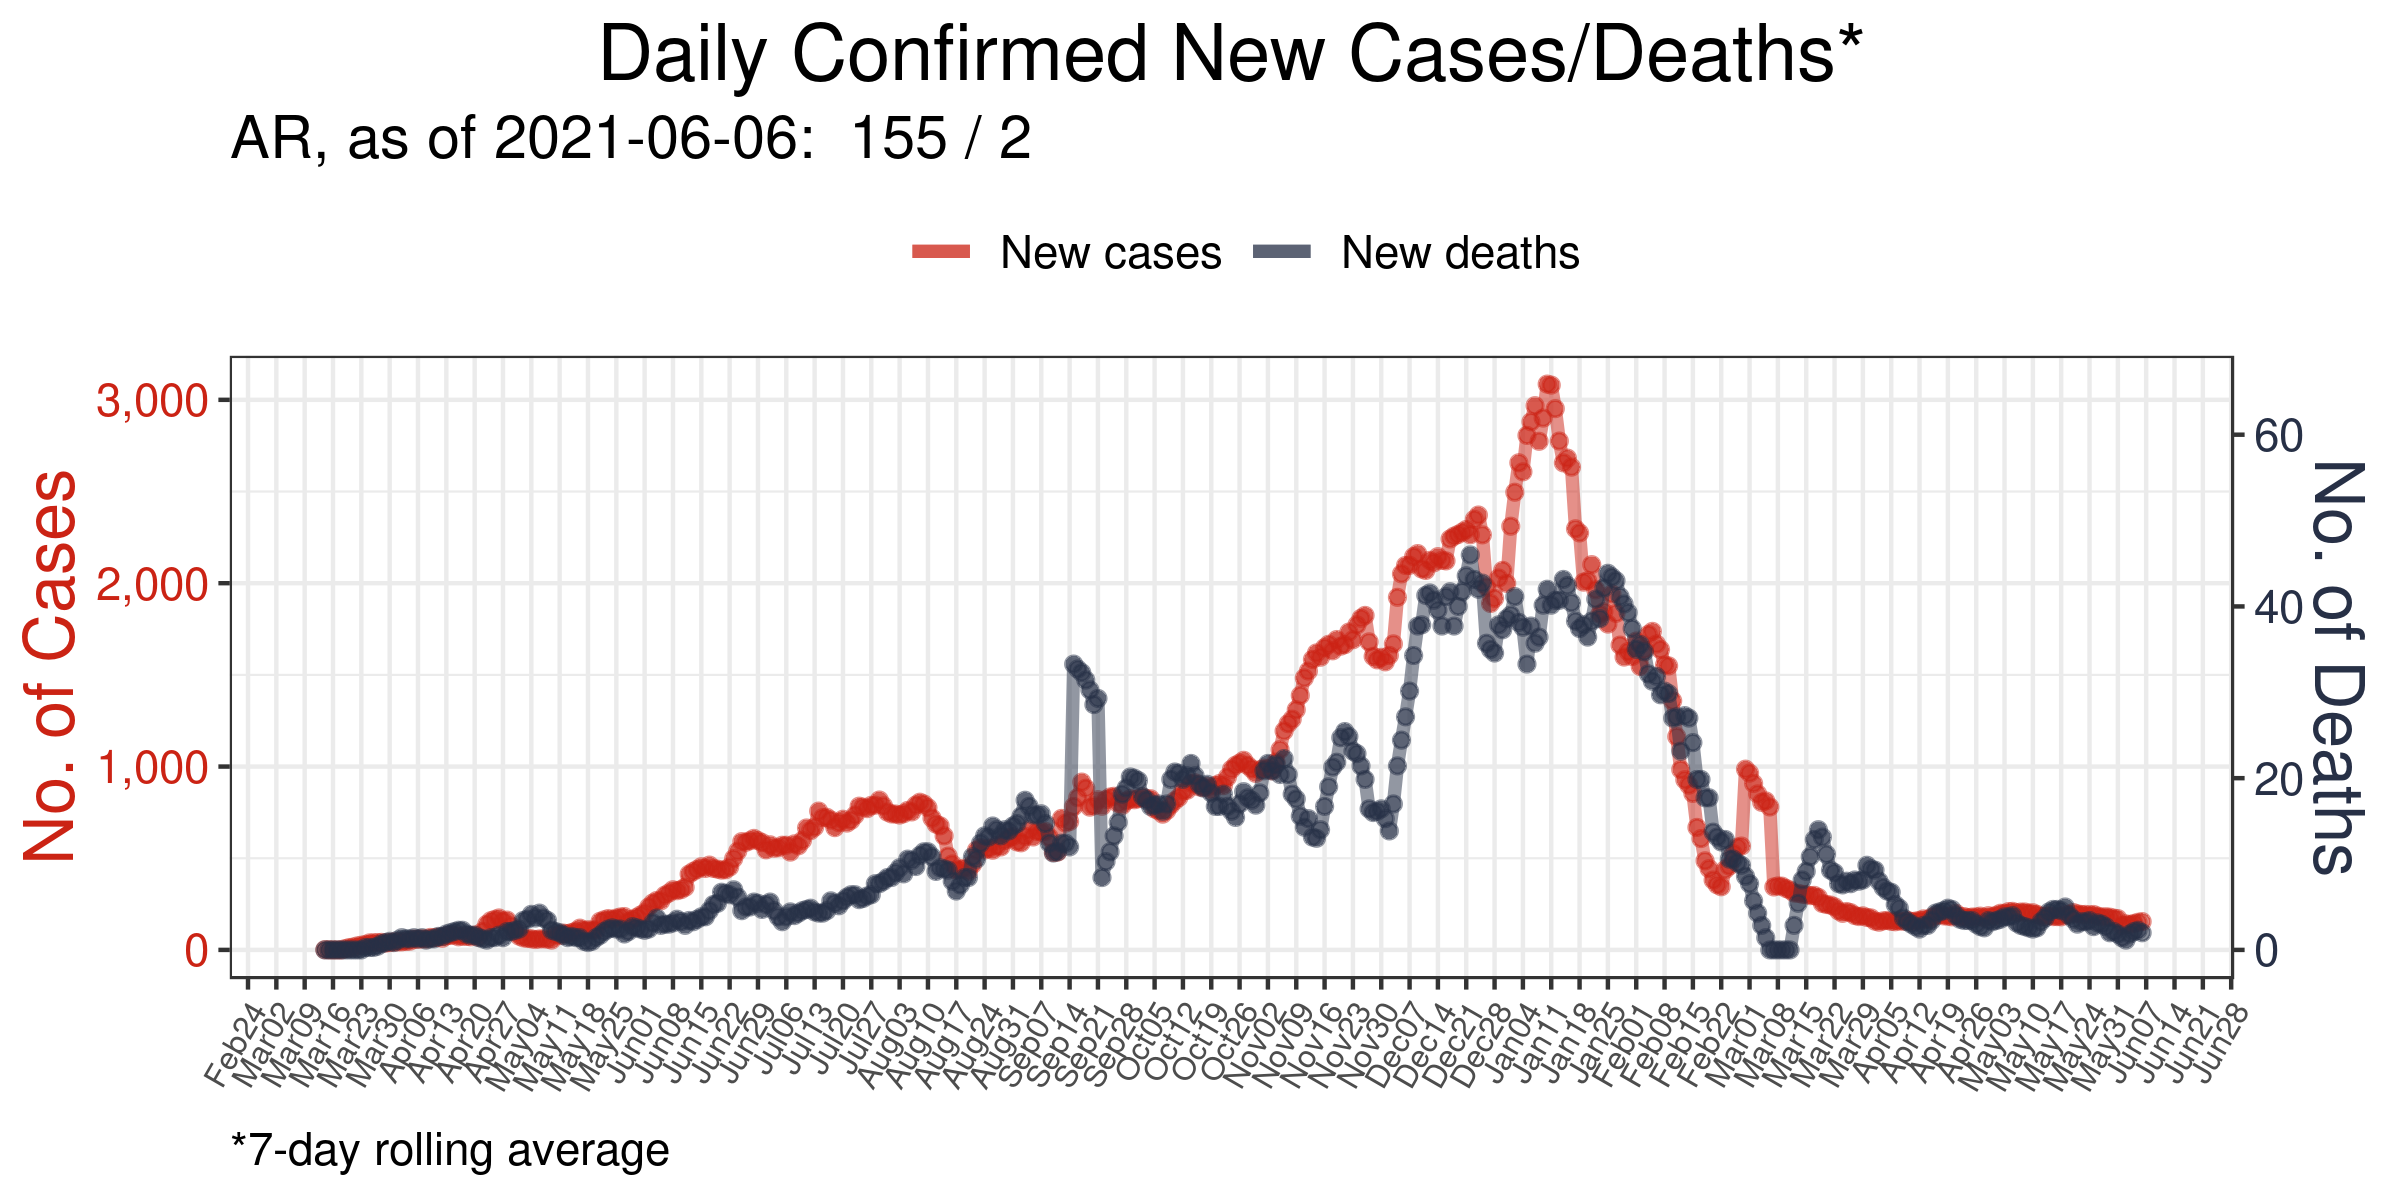 Daily Confirmed New Cases/Deaths*
AR, as of 2021-06-06:  155 / 2
New cases
New deaths
No. of Cases
3,000
2,000
1,000
0
60
40
20
0
No. of Deaths
Feb24
Mar02
Mar09
Mar16
Mar23
Mar30
Apr06
Apr13
Apr20
Apr27
May04
May11
May18
May25
Jun01
Jun08
Jun15
Jun22
Jun29
Jul06
Jul13
Jul20
Jul27
Aug03
Aug10
Aug17
Aug24
Aug31
Sep07
Sep14
Sep21
Sep28
Oct05
Oct12
Oct19
Oct26
Nov02
Nov09
Nov16
Nov23
Nov30
Dec07
Dec14
Dec21
Dec28
Jan04
Jan11
Jan18
Jan25
Feb01
Feb08
Feb15
Feb22
Mar01
Mar08
Mar15
Mar22
Mar29
Apr05
Apr12
Apr19
Apr26
May03
May10
May17
May24
May31
Jun07
Jun14
Jun21
Jun28
*7-day rolling average